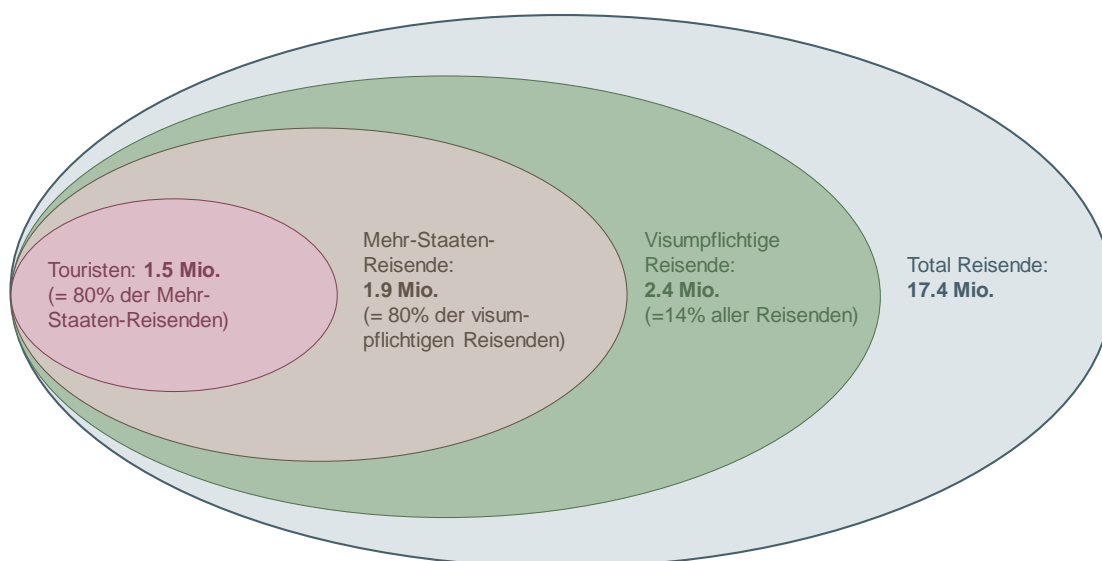 Touristen: 1.5 Mio.
(= 80% der Mehr-
Staaten-Reisenden)
Mehr-Staaten-
Reisende:
1.9 Mio.
(= 80% der visum-
pflichtigen Reisenden)
Visumpflichtige
Reisende:
2.4 Mio.
(=14% aller Reisenden)
Total Reisende:
17.4 Mio.